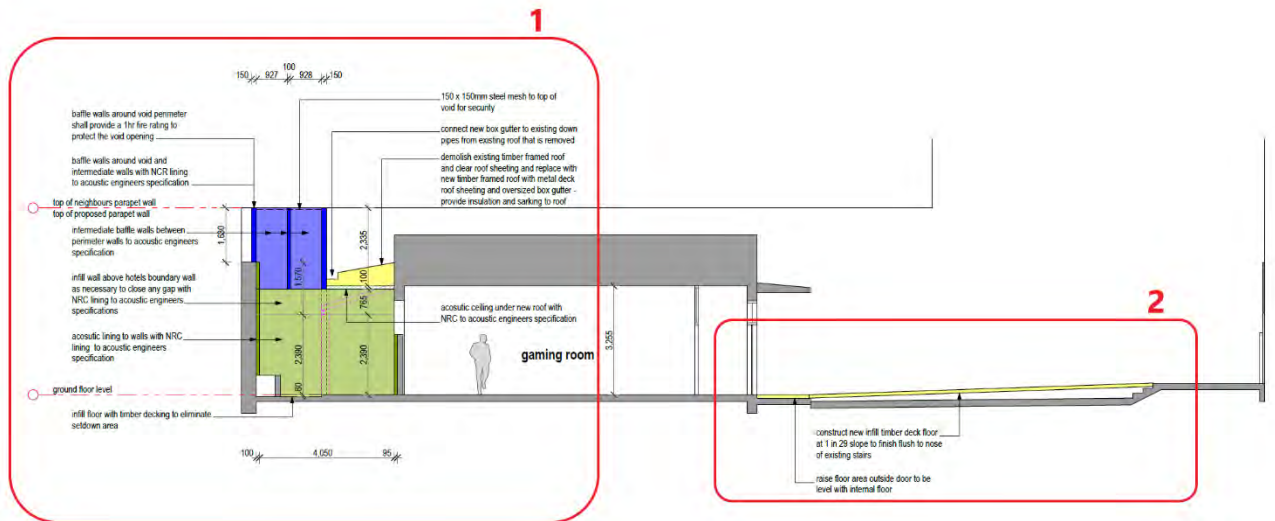 1
100
150 927 928 150
baffle walls around void perimeter
shall provide a 1hr fire rating to
protect the void opening
baffle walls around void and
intermediate walls with NCR lining
to acoustic engineers specification
top of neighbours parapet wall
top of proposed parapet wall
intermediate baffle walls between
perimeter walls to acoustic engineers
specification
infill wall above hotels boundary wall
as necessary to close any gap with
NRC lining to acoustic engineers
specifications
acosutic lining to walls with NRC
lining to acoustic engineers
specification
ground floor level
infill floor with timber decking to eliminate
setdown area
150 x 150mm steel mesh to top of
void for security
connect new box gutter to existing down
pipes from existing roof that is removed
demolish existing timber framed roof
and clear roof sheeting and replace with
new timber framed roof with metal deck
roof sheeting and oversized box gutter -
provide insulation and sarking to roof
1,630
1,570
2,335
100
765
2,390
2,390
60
acosutic ceiling under new roof with
NRC to acoustic engineers specification
gaming room
3,255
100 4,050 95
2
construct new infill timber deck floor
at 1 in 29 slope to finish flush to nose
of existing stairs
raise floor area outside door to be
level with internal floor